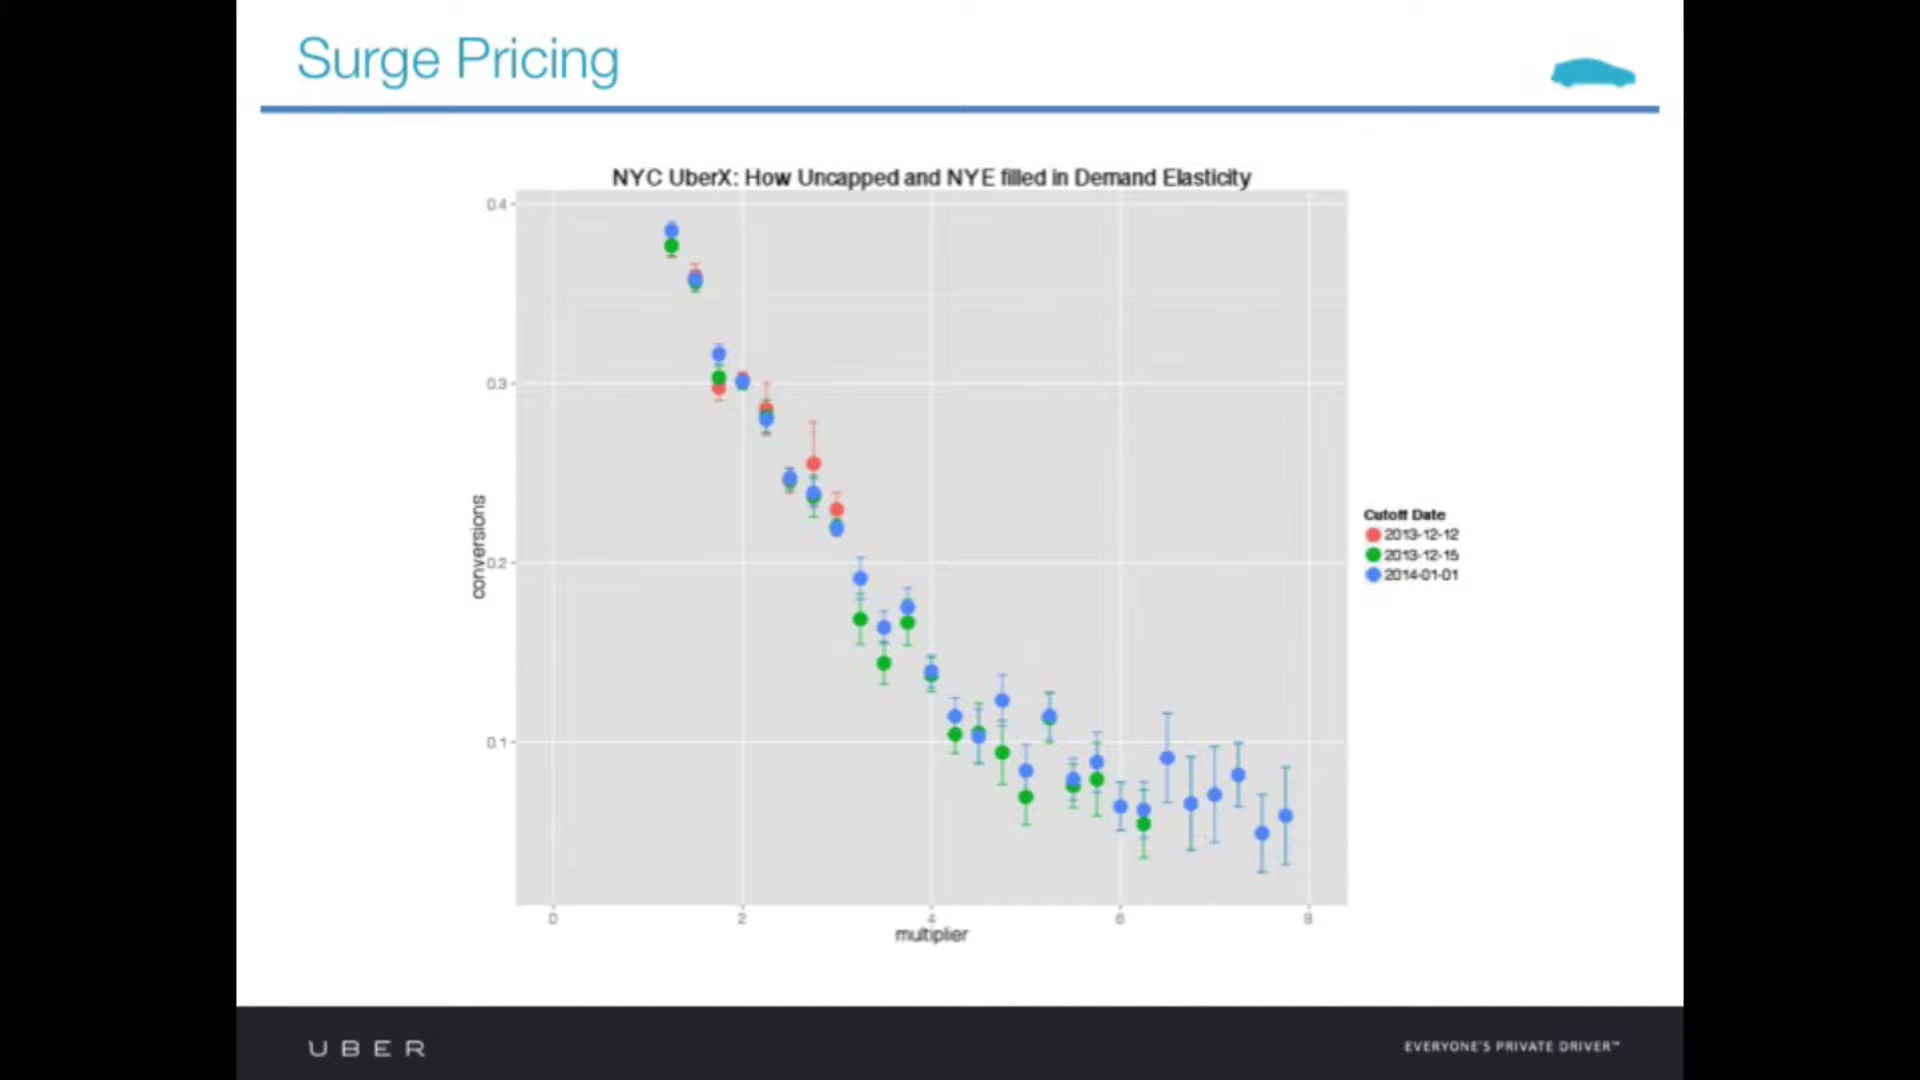 Surge Pricing
NYC UberX: How Uncapped and NYE filled in Demand Elasticity
0.4
0.3
0.2
0.1
conversions
0 2 4 6 8
multiplier
Cutoff Date
2013-12-12
2013-12-15
2014-01-01
UBER
EVERYONE'S PRIVATE DRIVER™